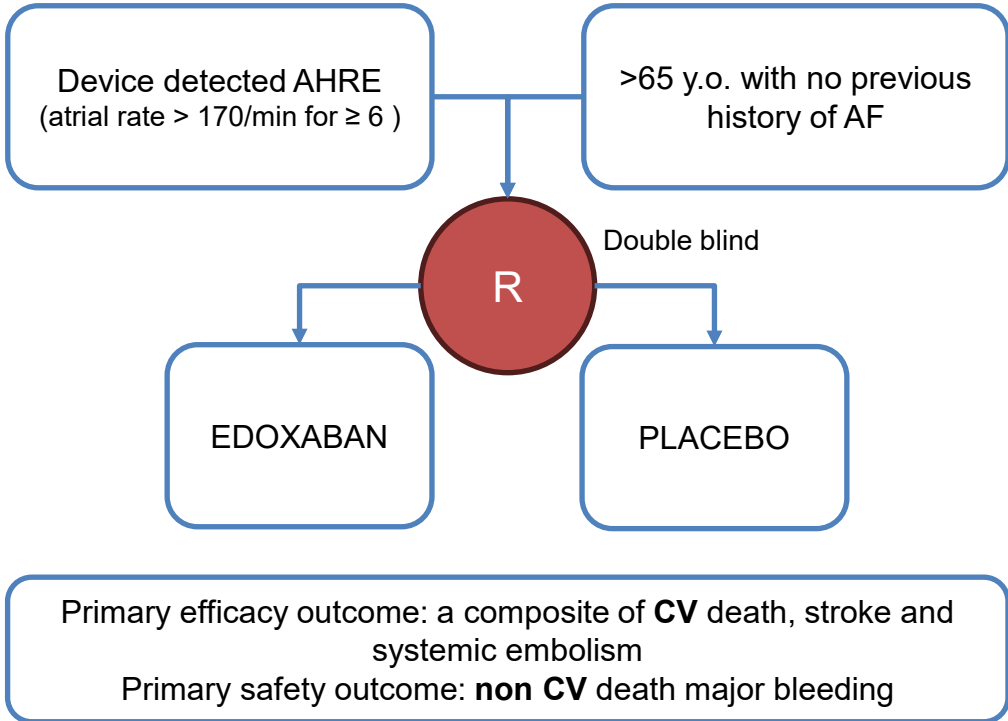 Device detected AHRE
(atrial rate > 170/min for ≥ 6 )
>65 y.o. with no previous
history of AF
Double blind
R
EDOXABAN
PLACEBO
Primary efficacy outcome: a composite of CV death, stroke and
systemic embolism
Primary safety outcome: non CV death major bleeding